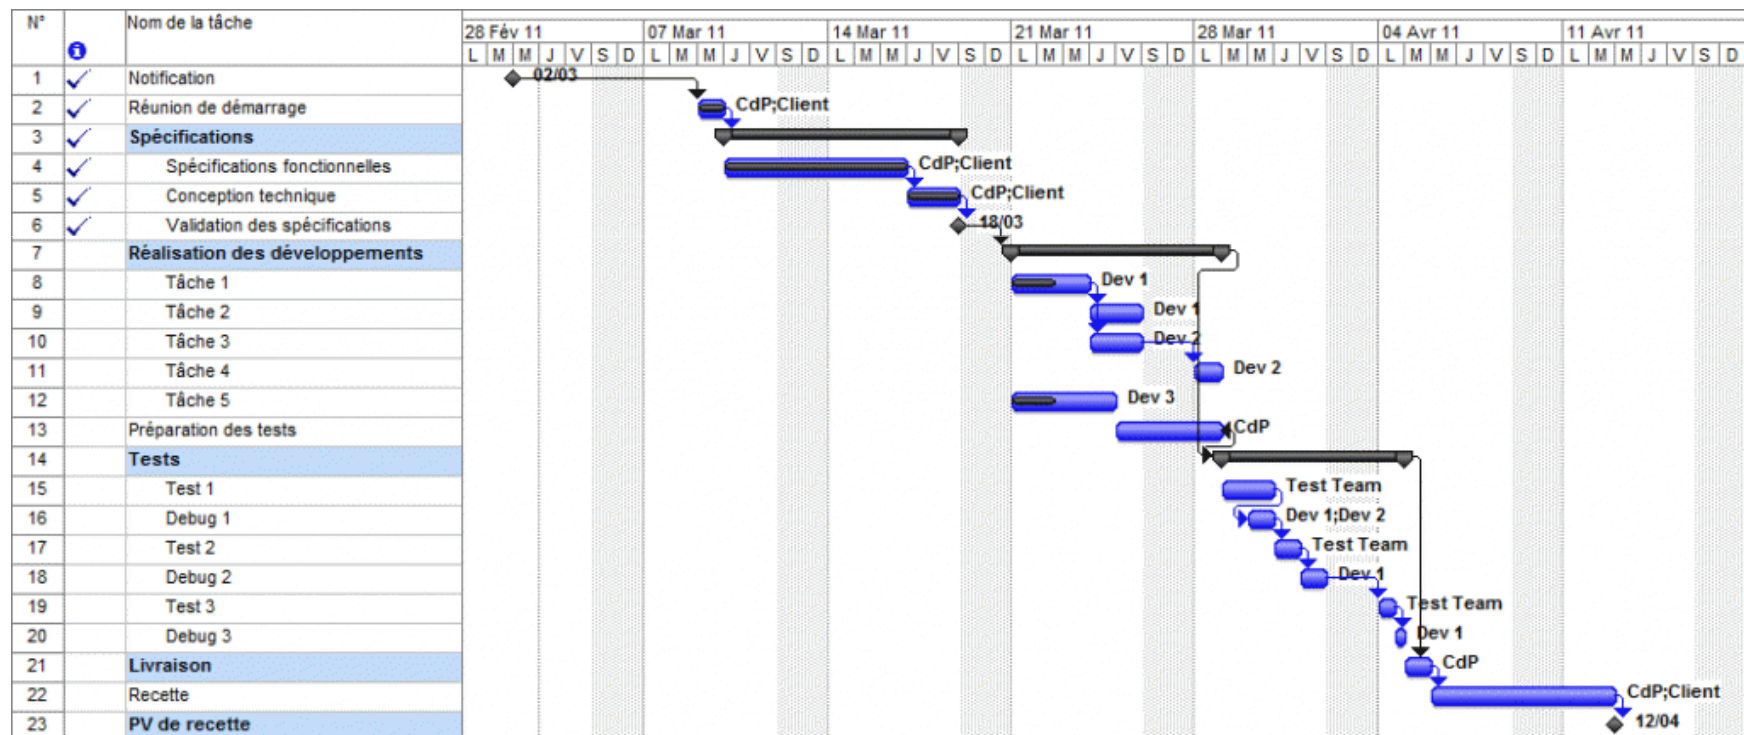 N° Nom de la tâche
28 Fév 11 07 Mar 11 14 Mar 11 21 Mar 11 28 Mar 11 04 Avr 11 11 Avr 11
L M M J V S D L M M J V S D L M M J V S D L M M J V S D L M M J V S D L M M J V S D L M M J V S D
1 Notification 02/03
2 Réunion de démarrage CdP;Client
3 Spécifications
4 Spécifications fonctionnelles CdP;Client
5 Conception technique CdP;Client
6 Validation des spécifications 18/03
7 Réalisation des développements
8 Tâche 1 Dev 1
9 Tâche 2 Dev 1
10 Tâche 3 Dev 2
11 Tâche 4 Dev 2
12 Tâche 5 Dev 3
13 Préparation des tests CdP
14 Tests
15 Test 1 Test Team
16 Debug 1 Dev 1;Dev 2
17 Test 2 Test Team
18 Debug 2 Dev 1
19 Test 3 Test Team
20 Debug 3 Dev 1
21 Livraison CdP
22 Recette CdP;Client
23 PV de recette 12/04